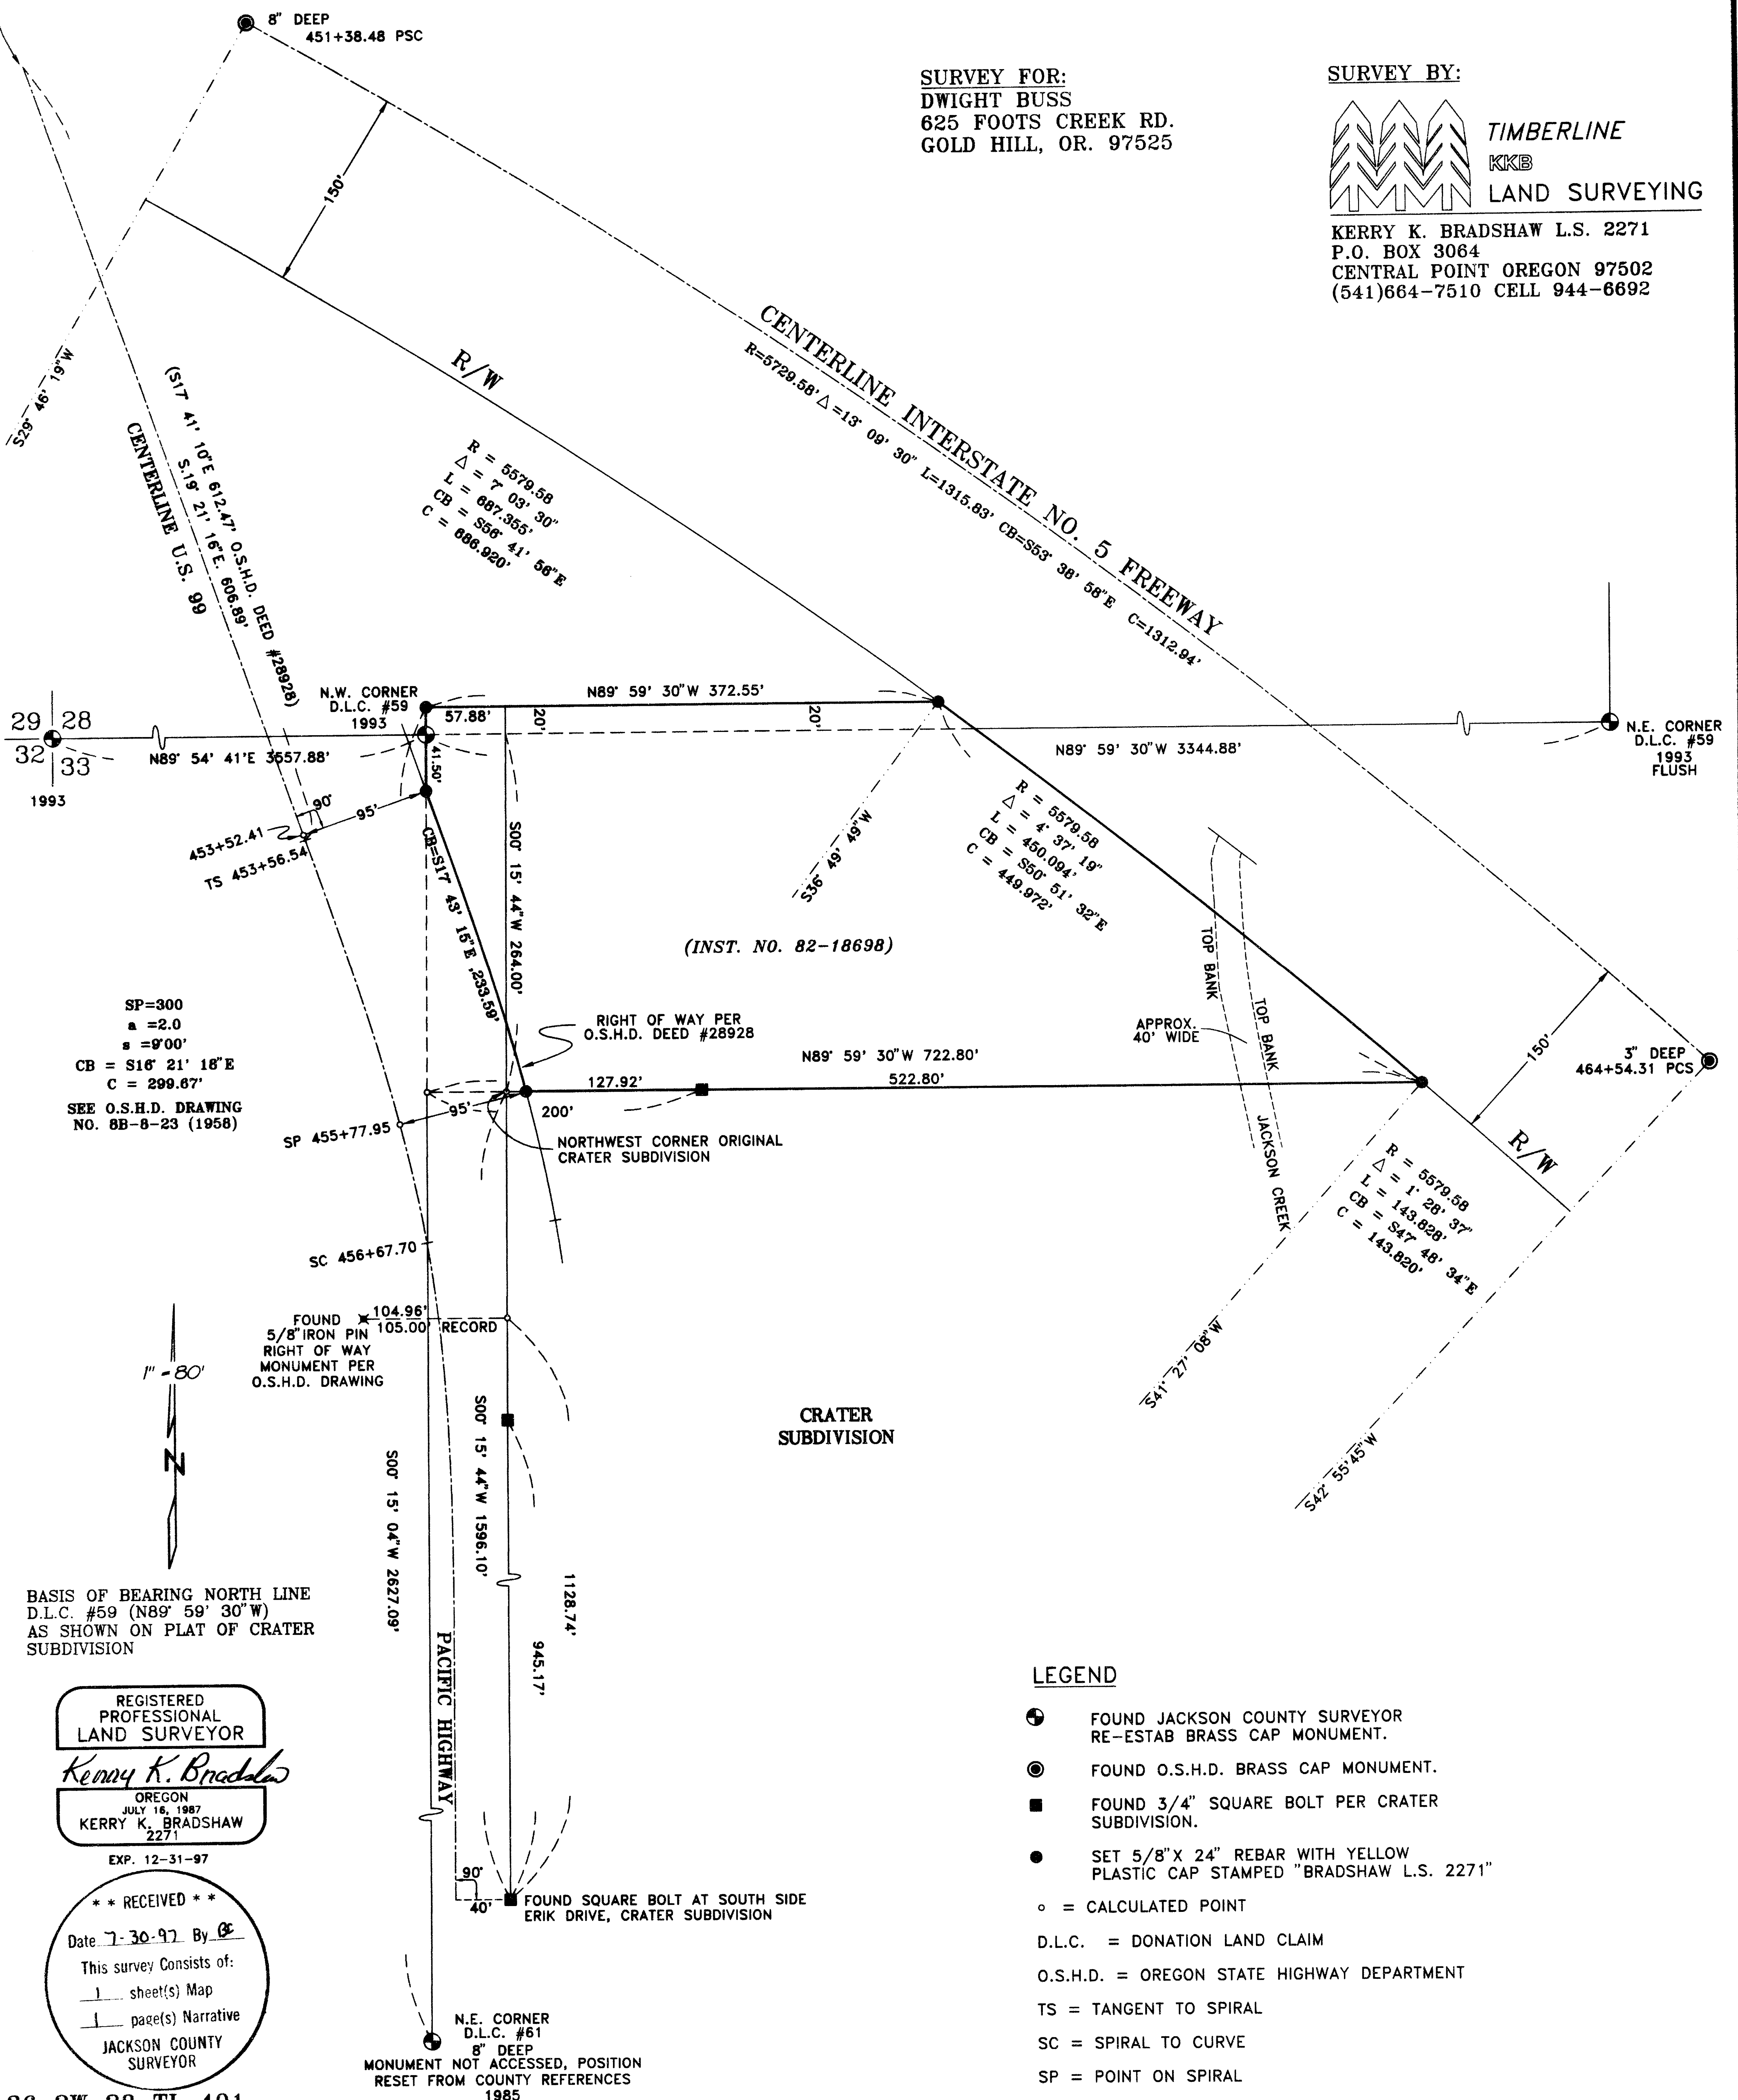 8" DEEP
451+38.48 PSC
SURVEY FOR:
DWIGHT BUSS
625 FOOTS CREEK RD.
GOLD HILL, OR. 97525
SURVEY BY:
TIMBERLINE
KKB
LAND SURVEYING
KERRY K. BRADSHAW L.S. 2271
P.O. BOX 3064
CENTRAL POINT OREGON 97502
(541)664-7510 CELL 944-6692
150'
R/W
S29° 46' 19"W
CENTERLINE INTERSTATE NO. 5 FREEWAY
R=5729.58' △=13° 09' 30" L=1315.83' CB=S53° 38' 58"E C=1312.94'
(S17° 41' 10"E 612.47' O.S.H.D. DEED #28928)
S.19° 21' 16"E. 606.89'
CENTERLINE U.S. 99
R = 5579.58
△ = 7° 03' 30"
L = 687.355'
CB = S56° 41' 56"E
C = 686.920'
N.W. CORNER
D.L.C. #59
1993
57.88'
20'
N89° 59' 30"W 372.55'
20'
29 28
32 33
1993
N89° 54' 41'E 3557.88'
41.50'
N89° 59' 30"W 3344.88'
N.E. CORNER
D.L.C. #59
1993
FLUSH
90°
95'
453+52.41
TS 453+56.54
CB=S17° 43' 15"E ,233.59'
S00° 15' 44"W 264.00'
S36° 49' 49"W
R = 5579.58
△ = 4° 37' 19"
L = 450.094'
CB = S50° 51' 32"E
C = 449.972'
(INST. NO. 82-18698)
TOP BANK
TOP BANK
JACKSON CREEK
APPROX.
40' WIDE
SP=300
a =2.0
s =9°00'
CB = S16° 21' 18"E
C = 299.67'
SEE O.S.H.D. DRAWING
NO. 8B-8-23 (1958)
RIGHT OF WAY PER
O.S.H.D. DEED #28928
N89° 59' 30"W 722.80'
127.92'
522.80'
150'
3" DEEP
464+54.31 PCS
95'
200'
SP 455+77.95
NORTHWEST CORNER ORIGINAL
CRATER SUBDIVISION
R/W
R = 5579.58
△ = 1° 28' 37"
L = 143.828'
CB = S47° 48' 34"E
C = 143.820'
SC 456+67.70
FOUND
5/8"IRON PIN
RIGHT OF WAY
MONUMENT PER
O.S.H.D. DRAWING
104.96'
105.00' RECORD
S41° 27' 08"W
S42° 55'45"W
1" - 80'
N
CRATER
SUBDIVISION
S00° 15' 04"W 2627.09'
S00° 15' 44"W 1596.10'
1128.74'
945.17'
PACIFIC HIGHWAY
BASIS OF BEARING NORTH LINE
D.L.C. #59 (N89° 59' 30"W)
AS SHOWN ON PLAT OF CRATER
SUBDIVISION
REGISTERED
PROFESSIONAL
LAND SURVEYOR
Kerry K. Bradshaw
OREGON
JULY 16, 1987
KERRY K. BRADSHAW
2271
EXP. 12-31-97
* * RECEIVED * *
Date 7-30-97 By BC
This survey Consists of:
1 sheet(s) Map
1 page(s) Narrative
JACKSON COUNTY
SURVEYOR
90°
40'
FOUND SQUARE BOLT AT SOUTH SIDE
ERIK DRIVE, CRATER SUBDIVISION
N.E. CORNER
D.L.C. #61
8" DEEP
MONUMENT NOT ACCESSED, POSITION
RESET FROM COUNTY REFERENCES
1985
LEGEND
FOUND JACKSON COUNTY SURVEYOR
RE-ESTAB BRASS CAP MONUMENT.
FOUND O.S.H.D. BRASS CAP MONUMENT.
FOUND 3/4" SQUARE BOLT PER CRATER
SUBDIVISION.
SET 5/8"X 24" REBAR WITH YELLOW
PLASTIC CAP STAMPED "BRADSHAW L.S. 2271"
o = CALCULATED POINT
D.L.C. = DONATION LAND CLAIM
O.S.H.D. = OREGON STATE HIGHWAY DEPARTMENT
TS = TANGENT TO SPIRAL
SC = SPIRAL TO CURVE
SP = POINT ON SPIRAL